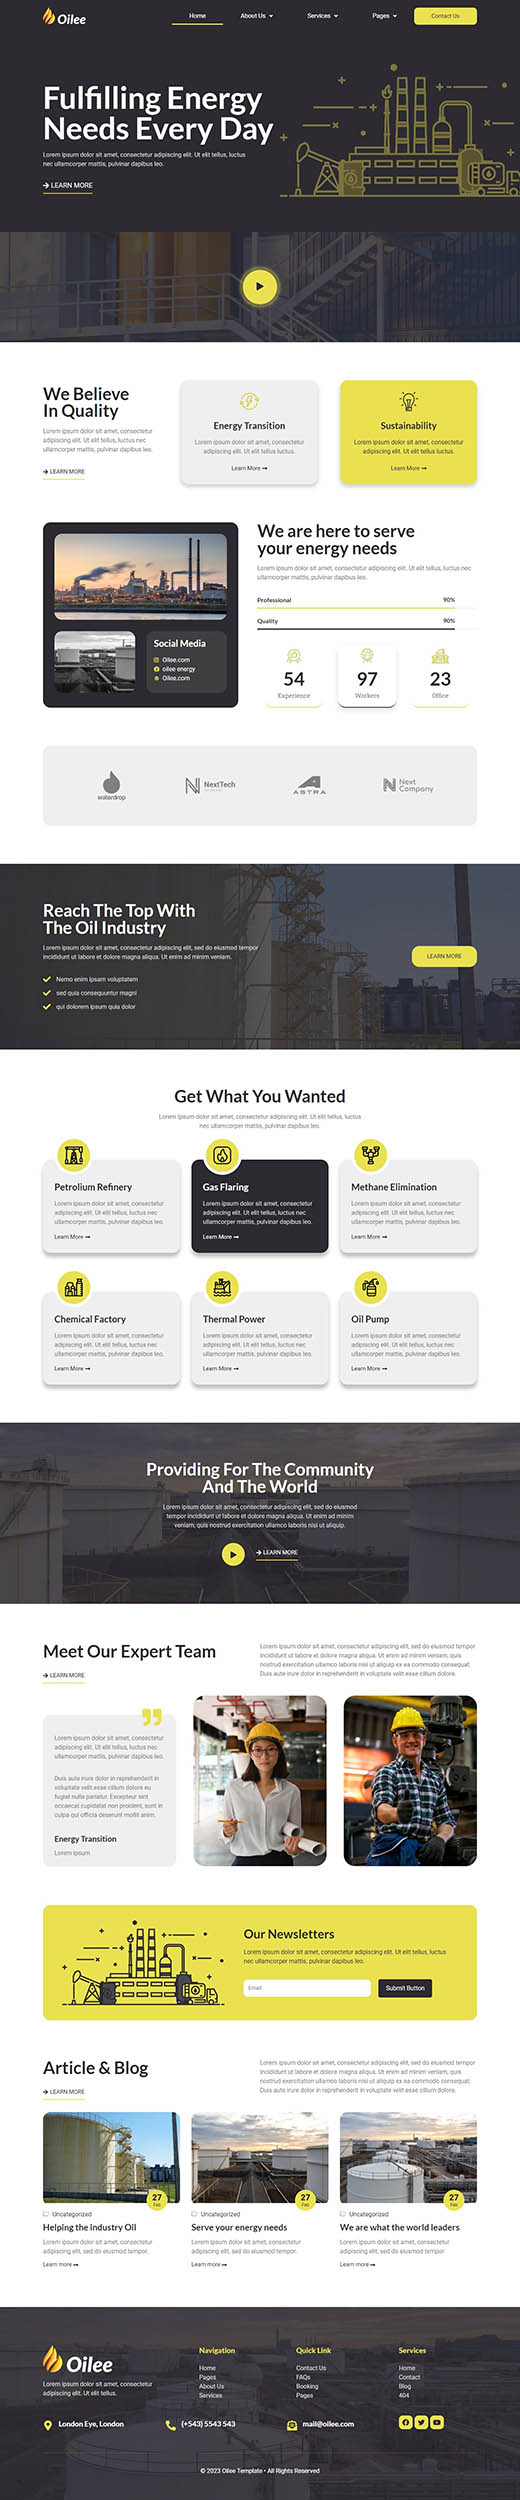 Oilee
Home
About Us
Services
Pages
Contact Us
Fulfilling Energy
Needs Every Day
Lorem ipsum dolor sit amet, consectetur adipiscing elit. Ut elit tellus, luctus
nec ullamcorper mattis, pulvinar dapibus leo.
LEARN MORE
We Believe
In Quality
Lorem ipsum dolor sit amet, consectetur
adipiscing elit. Ut elit tellus, luctus nec
ullamcorper mattis, pulvinar dapibus leo.
LEARN MORE
Energy Transition
Lorem ipsum dolor sit amet, consectetur
adipiscing elit. Ut elit tellus luctus.
Learn More
Sustainability
Lorem ipsum dolor sit amet, consectetur
adipiscing elit. Ut elit tellus, luctus.
Learn More
Social Media
Oilee.com
oilee energy
Oilee.com
We are here to serve
your energy needs
Lorem ipsum dolor sit amet, consectetur adipiscing elit. Ut elit tellus, luctus nec
ullamcorper mattis, pulvinar dapibus leo.
Professional 90%
Quality 90%
54
Experience
97
Workers
23
Office
waterdrop
NextTech
ASTRA
Next
Company
Reach The Top With
The Oil Industry
Lorem ipsum dolor sit amet, consectetur adipiscing elit, sed do eiusmod tempor
incididunt ut labore et dolore magna aliqua. Ut enim ad minim veniam.
Nemo enim ipsam voluptatem
sed quia consequuntur magni
qui dolorem ipsum quia dolor
LEARN MORE
Get What You Wanted
Lorem ipsum dolor sit amet, consectetur adipiscing elit. Ut elit tellus, luctus
nec ullamcorper mattis, pulvinar dapibus leo.
Petrolium Refinery
Lorem ipsum dolor sit amet, consectetur
adipiscing elit. Ut elit tellus, luctus nec
ullamcorper mattis, pulvinar dapibus leo.
Learn More
Gas Flaring
Lorem ipsum dolor sit amet, consectetur
adipiscing elit. Ut elit tellus, luctus nec
ullamcorper mattis, pulvinar dapibus leo.
Learn More
Methane Elimination
Lorem ipsum dolor sit amet, consectetur
adipiscing elit. Ut elit tellus, luctus nec
ullamcorper mattis, pulvinar dapibus leo.
Learn More
Chemical Factory
Lorem ipsum dolor sit amet, consectetur
adipiscing elit. Ut elit tellus, luctus nec
ullamcorper mattis, pulvinar dapibus leo.
Learn More
Thermal Power
Lorem ipsum dolor sit amet, consectetur
adipiscing elit. Ut elit tellus, luctus nec
ullamcorper mattis, pulvinar dapibus leo.
Learn More
Oil Pump
Lorem ipsum dolor sit amet, consectetur
adipiscing elit. Ut elit tellus, luctus nec
ullamcorper mattis, pulvinar dapibus leo.
Learn More
Providing For The Community
And The World
Lorem ipsum dolor sit amet, consectetur adipiscing elit, sed do eiusmod
tempor incididunt ut labore et dolore magna aliqua. Ut enim ad minim
veniam, quis nostrud exercitation ullamco laboris nisi ut aliquip.
LEARN MORE
Meet Our Expert Team
LEARN MORE
Lorem ipsum dolor sit amet, consectetur adipiscing elit, sed do eiusmod tempor
incididunt ut labore et dolore magna aliqua. Ut enim ad minim veniam, quis
nostrud exercitation ullamco laboris nisi ut aliquip ex ea commodo consequat.
Duis aute irure dolor in reprehenderit in voluptate velit esse cillum dolore
Lorem ipsum dolor sit amet, consectetur
adipiscing elit. Ut elit tellus, luctus nec
ullamcorper mattis, pulvinar dapibus leo.
Duis aute irure dolor in reprehenderit in
voluptate velit esse cillum dolore eu
fugiat nulla pariatur. Excepteur sint
occaecat cupidatat non proident, sunt in
culpa qui officia deserunt mollit anim.
Energy Transition
Lorem ipsum
Our Newsletters
Lorem ipsum dolor sit amet, consectetur adipiscing elit. Ut elit tellus, luctus
nec ullamcorper mattis, pulvinar dapibus leo.
Email
Submit Button
Article & Blog
LEARN MORE
Lorem ipsum dolor sit amet, consectetur adipiscing elit, sed do eiusmod tempor
incididunt ut labore et dolore magna aliqua. Ut enim ad minim veniam, quis
nostrud exercitation ullamco laboris nisi ut aliquip ex ea commodo consequat.
Duis aute irure dolor in reprehenderit in voluptate velit esse cillum dolore
27
Feb
Uncategorized
Helping the industry Oil
Lorem ipsum dolor sit amet, consectetur
adipiscing elit, sed do eiusmod tempor.
Learn more
27
Feb
Uncategorized
Serve your energy needs
Lorem ipsum dolor sit amet, consectetur
adipiscing elit, sed do eiusmod tempor.
Learn more
27
Feb
Uncategorized
We are what the world leaders
Lorem ipsum dolor sit amet, consectetur
adipiscing elit, sed do eiusmod tempor
Learn more
Oilee
Lorem ipsum dolor sit amet, consectetur
adipiscing elit. Ut elit tellus.
Navigation
Home
Pages
About Us
Services
Quick Link
Contact Us
FAQs
Booking
Pages
Services
Home
Contact
Blog
404
London Eye, London
(+543) 5543 543
mail@oilee.com
© 2023 Oilee Template • All Rights Reserved